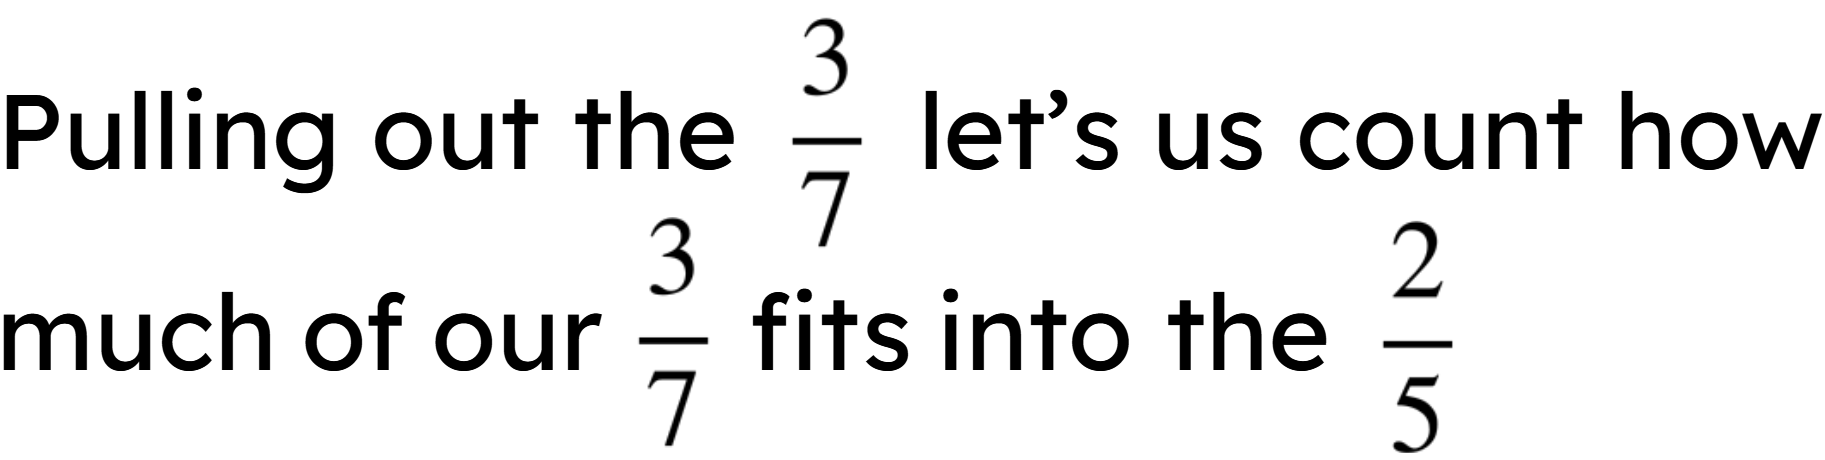 Pulling out the 3/7 let’s us count how
much of our 3/7 fits into the 2/5